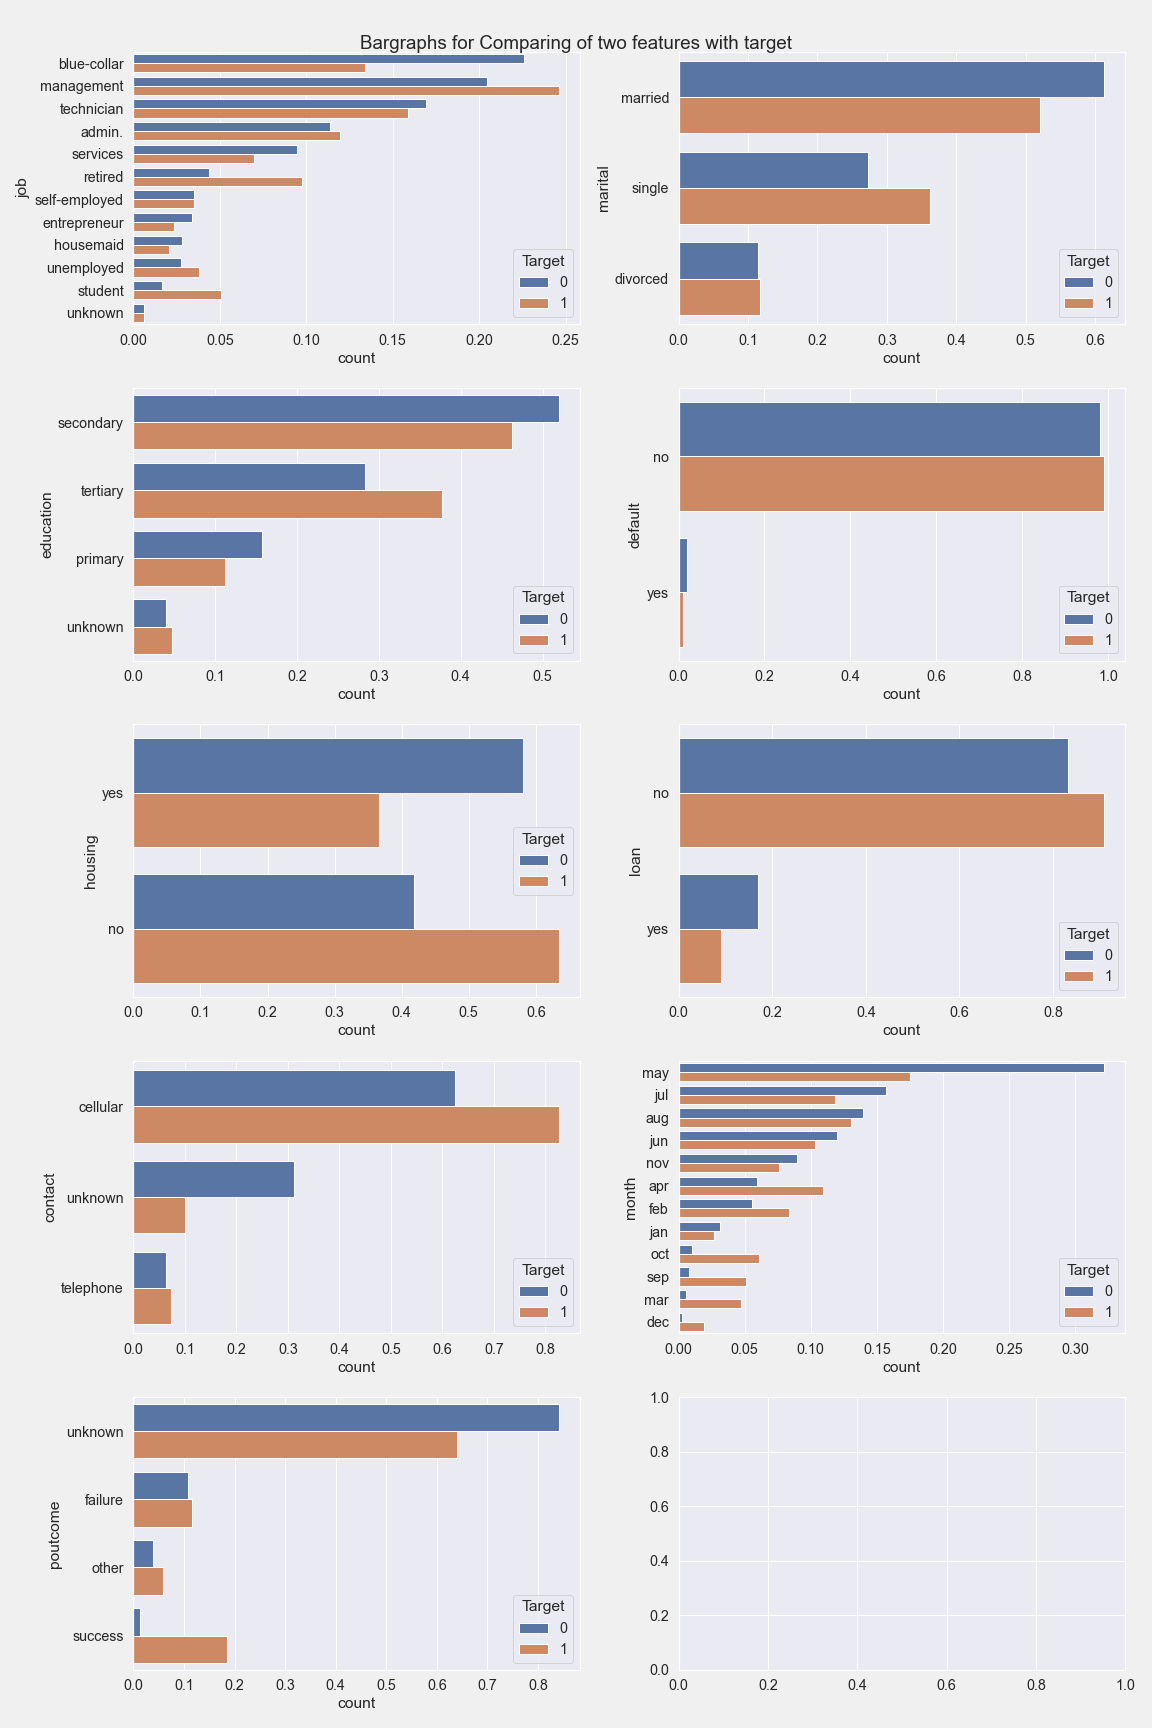 Bargraphs for Comparing of two features with target
job
blue-collar
management
technician
admin.
services
retired
self-employed
entrepreneur
housemaid
unemployed
student
unknown
Target
0
1
0.00 0.05 0.10 0.15 0.20 0.25
count
marital
married
single
divorced
Target
0
1
0.0 0.1 0.2 0.3 0.4 0.5 0.6
count
education
secondary
tertiary
primary
unknown
Target
0
1
0.0 0.1 0.2 0.3 0.4 0.5
count
default
no
yes
Target
0
1
0.0 0.2 0.4 0.6 0.8 1.0
count
housing
yes
no
Target
0
1
0.0 0.1 0.2 0.3 0.4 0.5 0.6
count
loan
no
yes
Target
0
1
0.0 0.2 0.4 0.6 0.8
count
contact
cellular
unknown
telephone
Target
0
1
0.0 0.1 0.2 0.3 0.4 0.5 0.6 0.7 0.8
count
month
may
jul
aug
jun
nov
apr
feb
jan
oct
sep
mar
dec
Target
0
1
0.00 0.05 0.10 0.15 0.20 0.25 0.30
count
poutcome
unknown
failure
other
success
Target
0
1
0.0 0.1 0.2 0.3 0.4 0.5 0.6 0.7 0.8
count
1.0
0.8
0.6
0.4
0.2
0.0
0.0 0.2 0.4 0.6 0.8 1.0